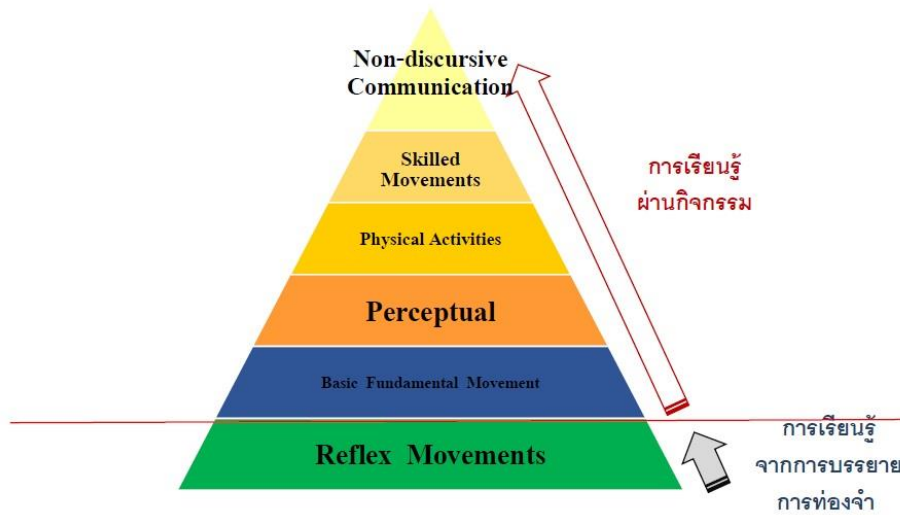 Non-discursive
Communication
Skilled
Movements
Physical Activities
Perceptual
Basic Fundamental Movement
Reflex Movements
การเรียนรู้
ผ่านกิจกรรม
การเรียนรู้
จากการบรรยาย
การท่องจำ